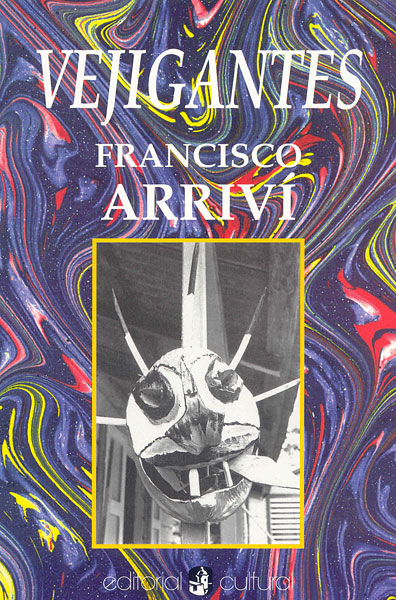 VEJIGANTES
FRANCISCO
ARRIVÍ
editorial cultural